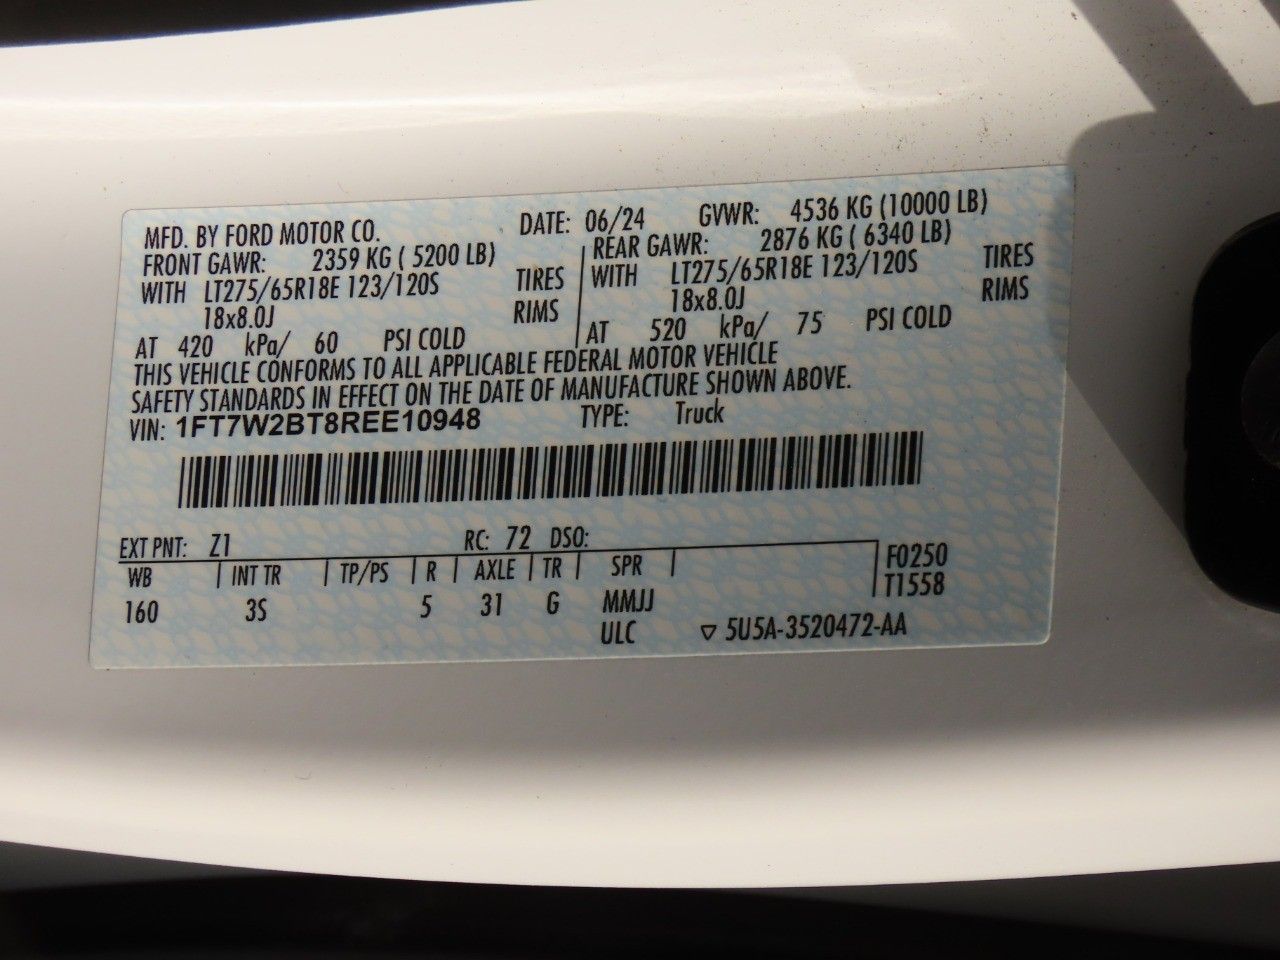 MFD. BY FORD MOTOR CO. DATE: 06/24 GVWR: 4536 KG (10000 LB)
FRONT GAWR: 2359 KG ( 5200 LB) REAR GAWR: 2876 KG ( 6340 LB)
WITH LT275/65R18E 123/120S TIRES WITH LT275/65R18E 123/120S TIRES
18x8.0J RIMS 18x8.0J RIMS
AT 420 kPa/ 60 PSI COLD AT 520 kPa/ 75 PSI COLD
THIS VEHICLE CONFORMS TO ALL APPLICABLE FEDERAL MOTOR VEHICLE
SAFETY STANDARDS IN EFFECT ON THE DATE OF MANUFACTURE SHOWN ABOVE.
VIN: 1FT7W2BT8REE10948 TYPE: Truck
EXT PNT: Z1 RC: 72 DSO:
WB INT TR TP/PS R AXLE TR SPR F0250
T1558
160 3S 5 31 G MMJJ
ULC ▽ 5U5A-3520472-AA